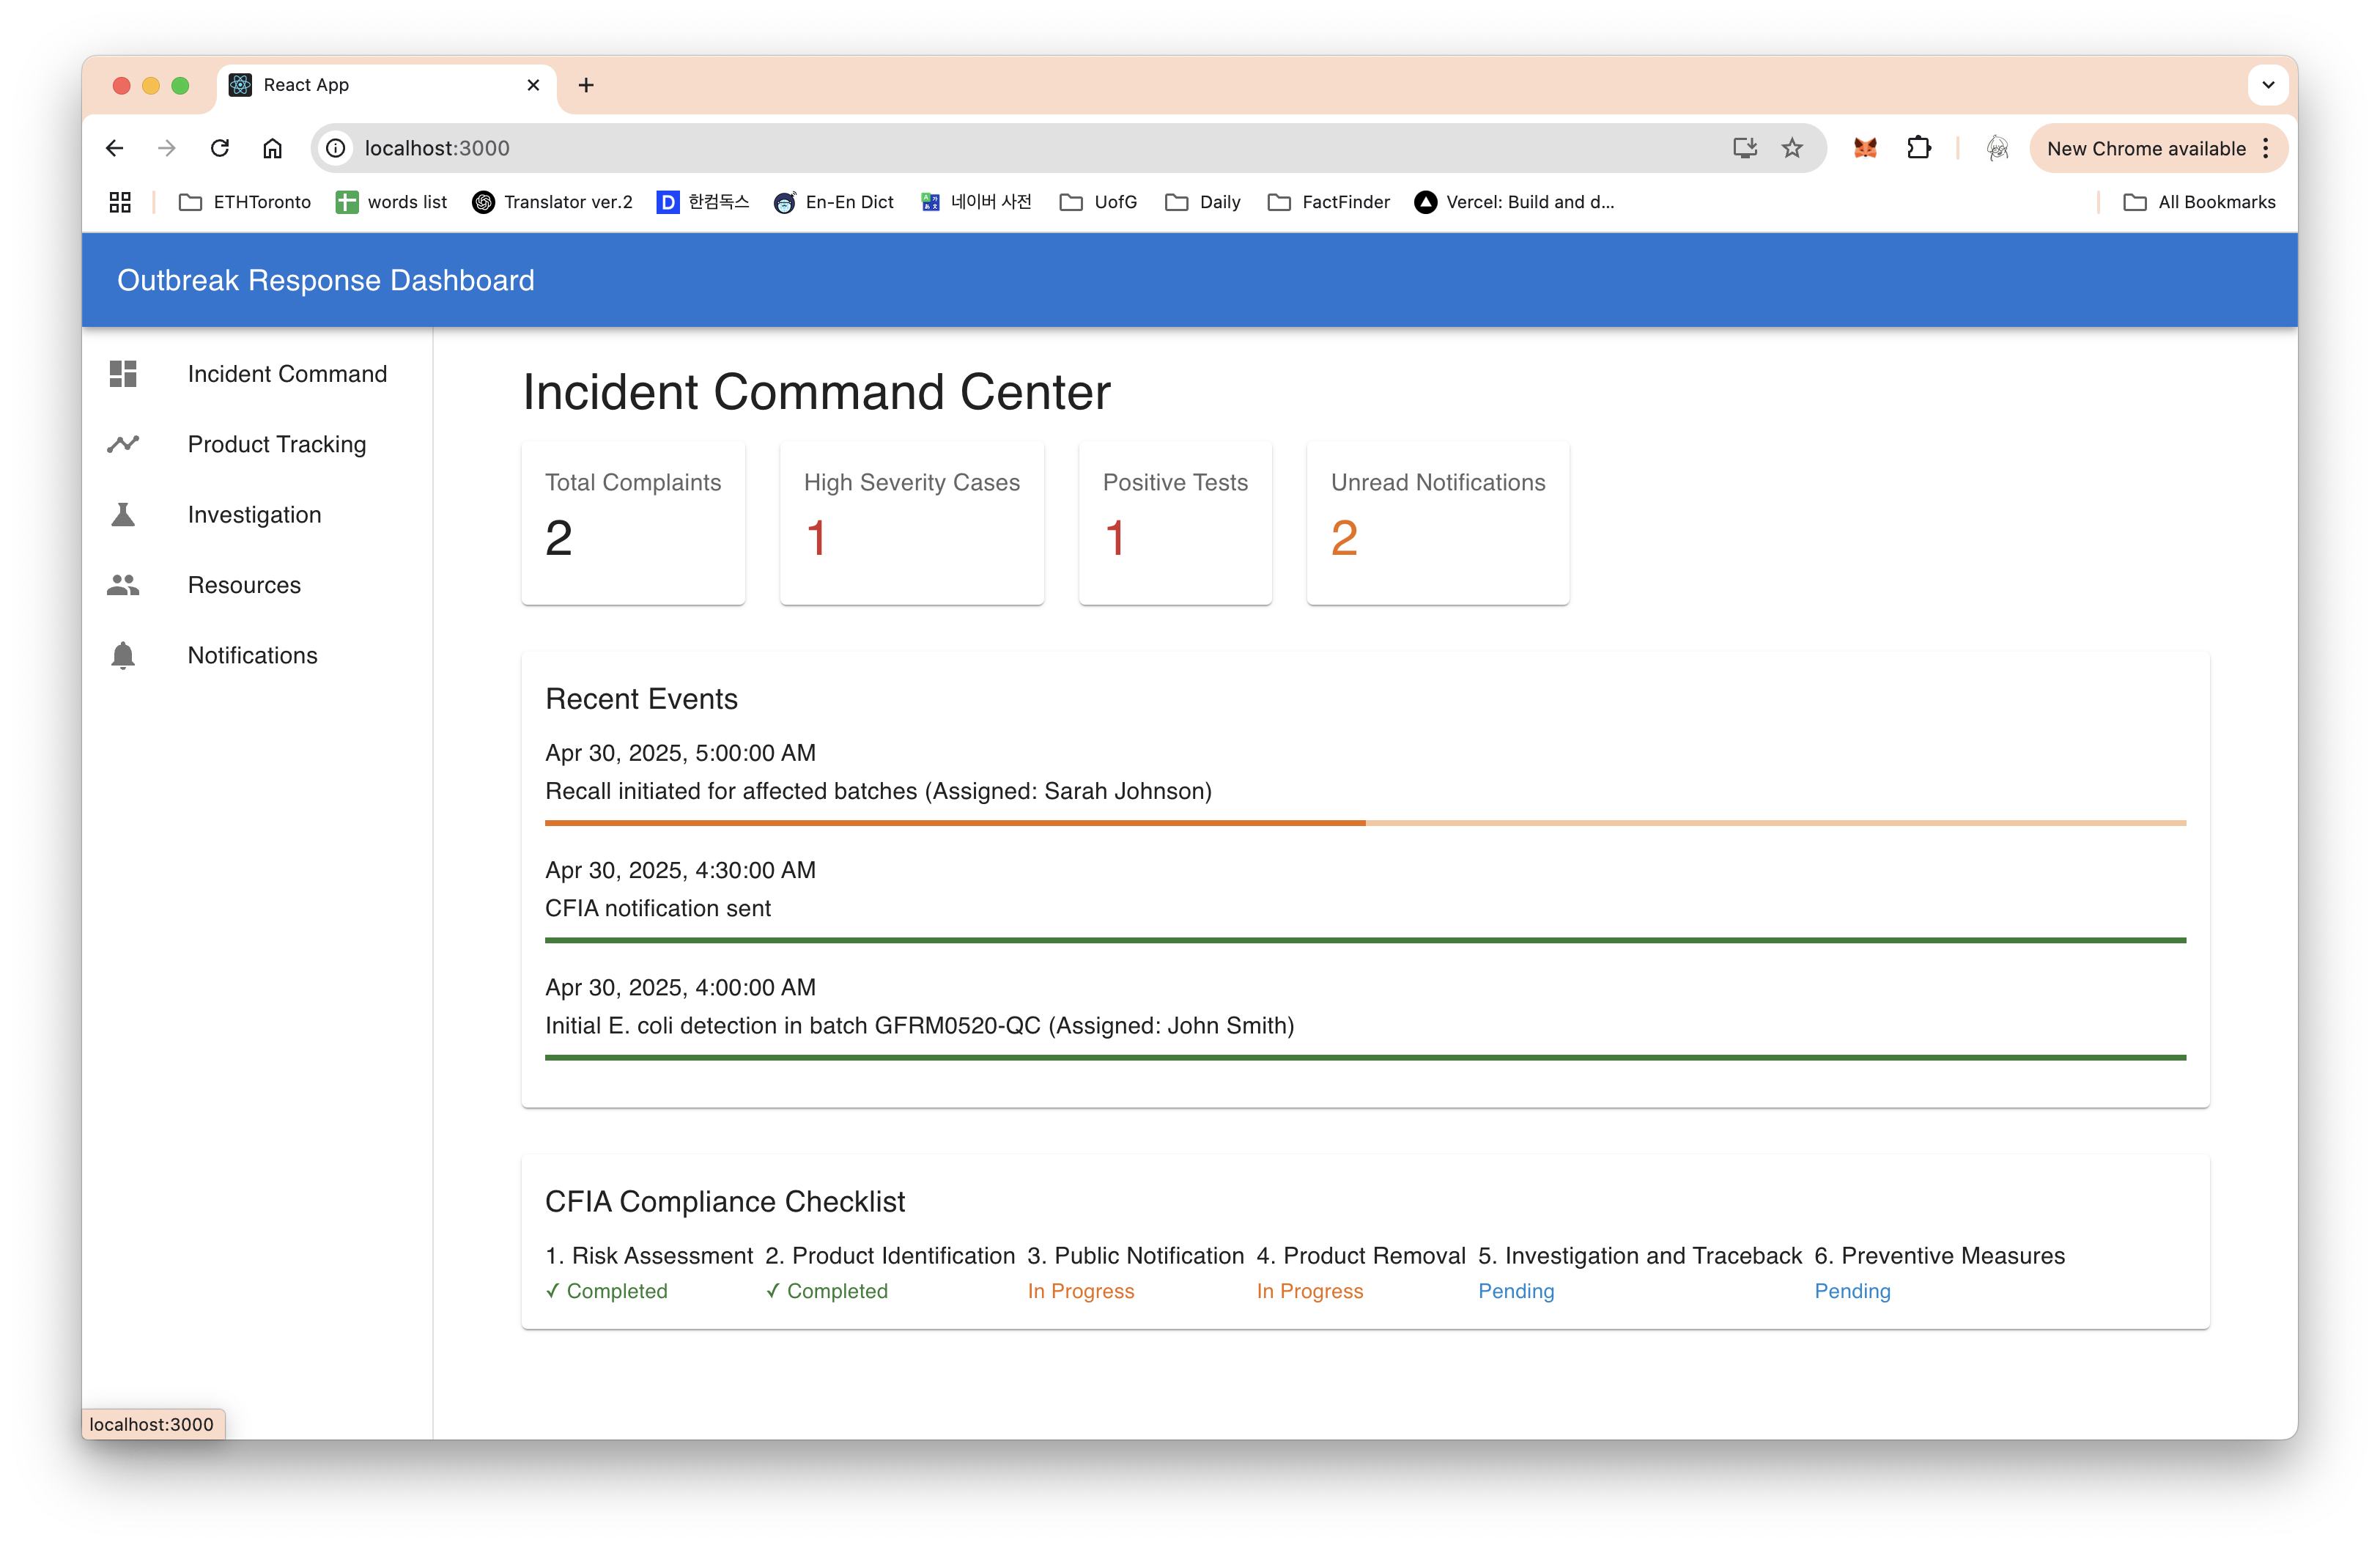 React App
localhost:3000
New Chrome available
ETHToronto
words list
Translator ver.2
한컴독스
En-En Dict
네이버 사전
UofG
Daily
FactFinder
Vercel: Build and d...
All Bookmarks
Outbreak Response Dashboard
Incident Command
Product Tracking
Investigation
Resources
Notifications
Incident Command Center
Total Complaints
2
High Severity Cases
1
Positive Tests
1
Unread Notifications
2
Recent Events
Apr 30, 2025, 5:00:00 AM
Recall initiated for affected batches (Assigned: Sarah Johnson)
Apr 30, 2025, 4:30:00 AM
CFIA notification sent
Apr 30, 2025, 4:00:00 AM
Initial E. coli detection in batch GFRM0520-QC (Assigned: John Smith)
CFIA Compliance Checklist
1. Risk Assessment
✓ Completed
2. Product Identification
✓ Completed
3. Public Notification
In Progress
4. Product Removal
In Progress
5. Investigation and Traceback
Pending
6. Preventive Measures
Pending
localhost:3000